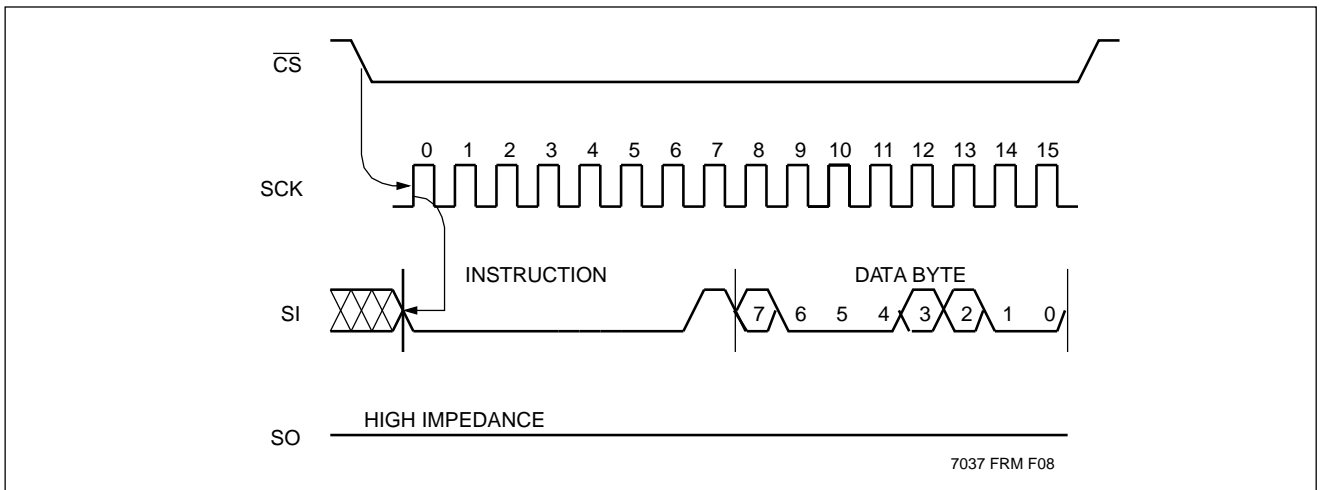 CS
0 1 2 3 4 5 6 7 8 9 10 11 12 13 14 15
SCK
INSTRUCTION DATA BYTE
SI 7 6 5 4 3 2 1 0
HIGH IMPEDANCE
SO
7037 FRM F08